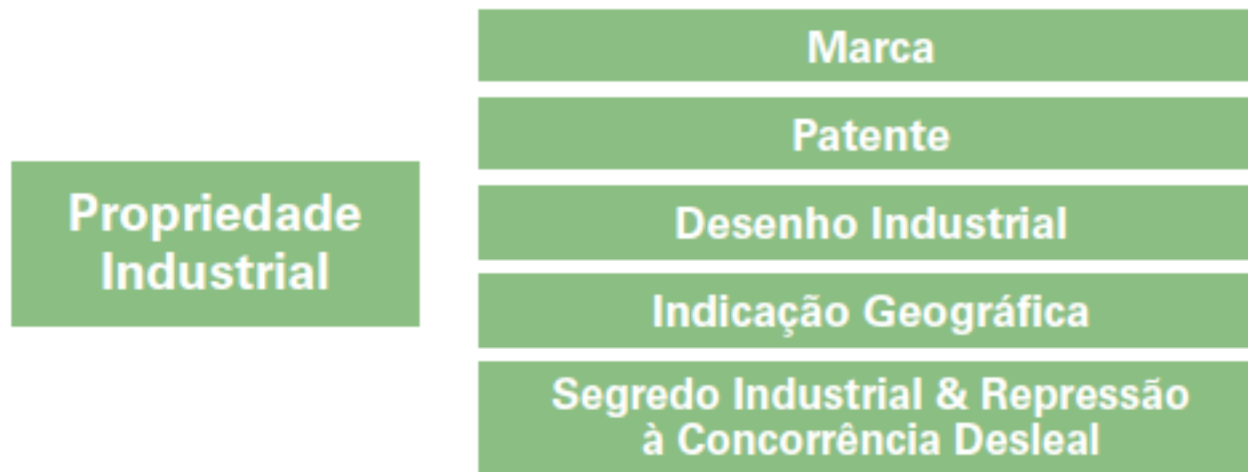 Propriedade
Industrial
Marca
Patente
Desenho Industrial
Indicação Geográfica
Segredo Industrial & Repressão
à Concorrência Desleal